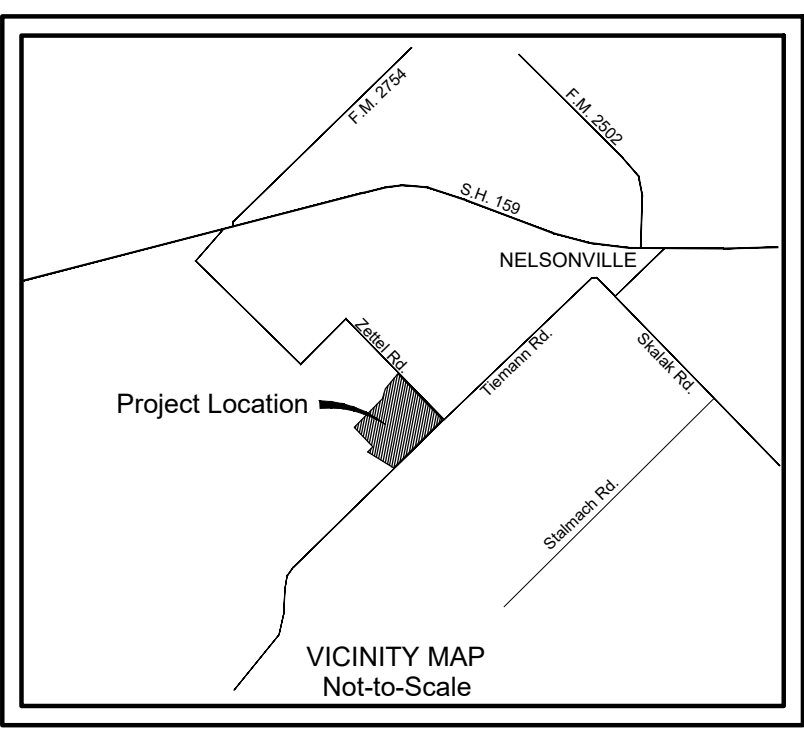 F.M. 2754
F.M. 2502
S.H. 159
NELSONVILLE
Zettel Rd.
Tiemann Rd.
Skalak Rd.
Project Location
Stalmach Rd.
VICINITY MAP
Not-to-Scale